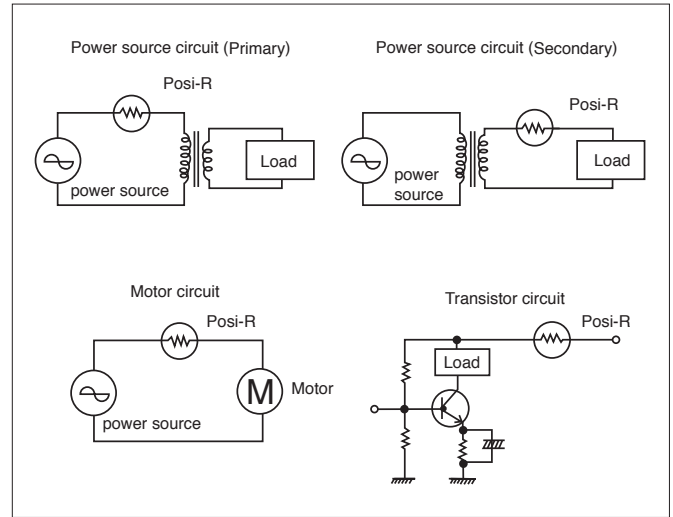 Power source circuit (Primary)
Posi-R
Load
power source
Power source circuit (Secondary)
Posi-R
Load
power
source
Motor circuit
Posi-R
M
Motor
power source
Transistor circuit
Posi-R
Load